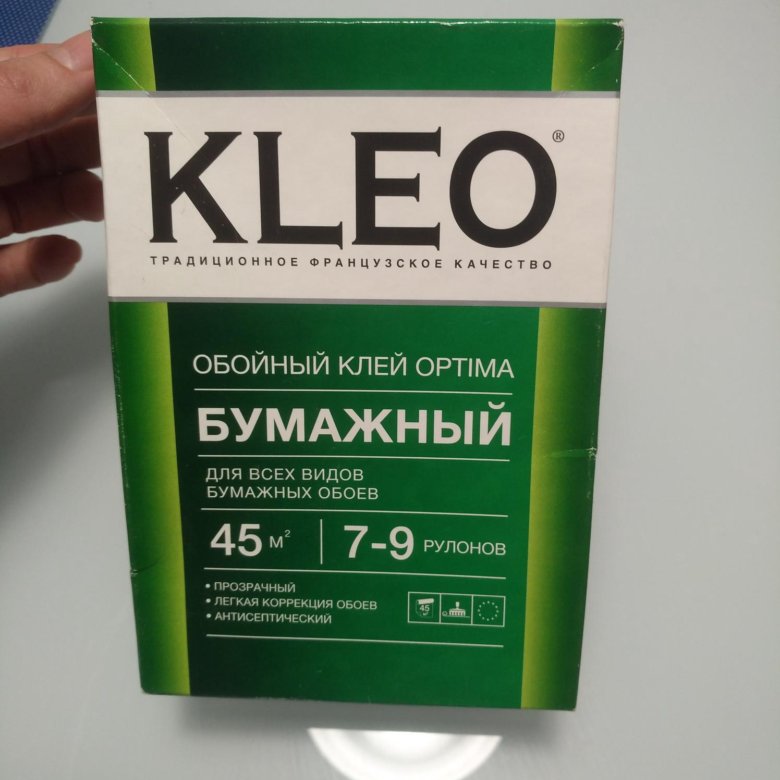 KLEO®
ТРАДИЦИОННОЕ ФРАНЦУЗСКОЕ КАЧЕСТВО
ОБОЙНЫЙ КЛЕЙ OPTIMA
БУМАЖНЫЙ
ДЛЯ ВСЕХ ВИДОВ
БУМАЖНЫХ ОБОЕВ
45 м² | 7-9 РУЛОНОВ
• ПРОЗРАЧНЫЙ
• ЛЕГКАЯ КОРРЕКЦИЯ ОБОЕВ
• АНТИСЕПТИЧЕСКИЙ
45 м²